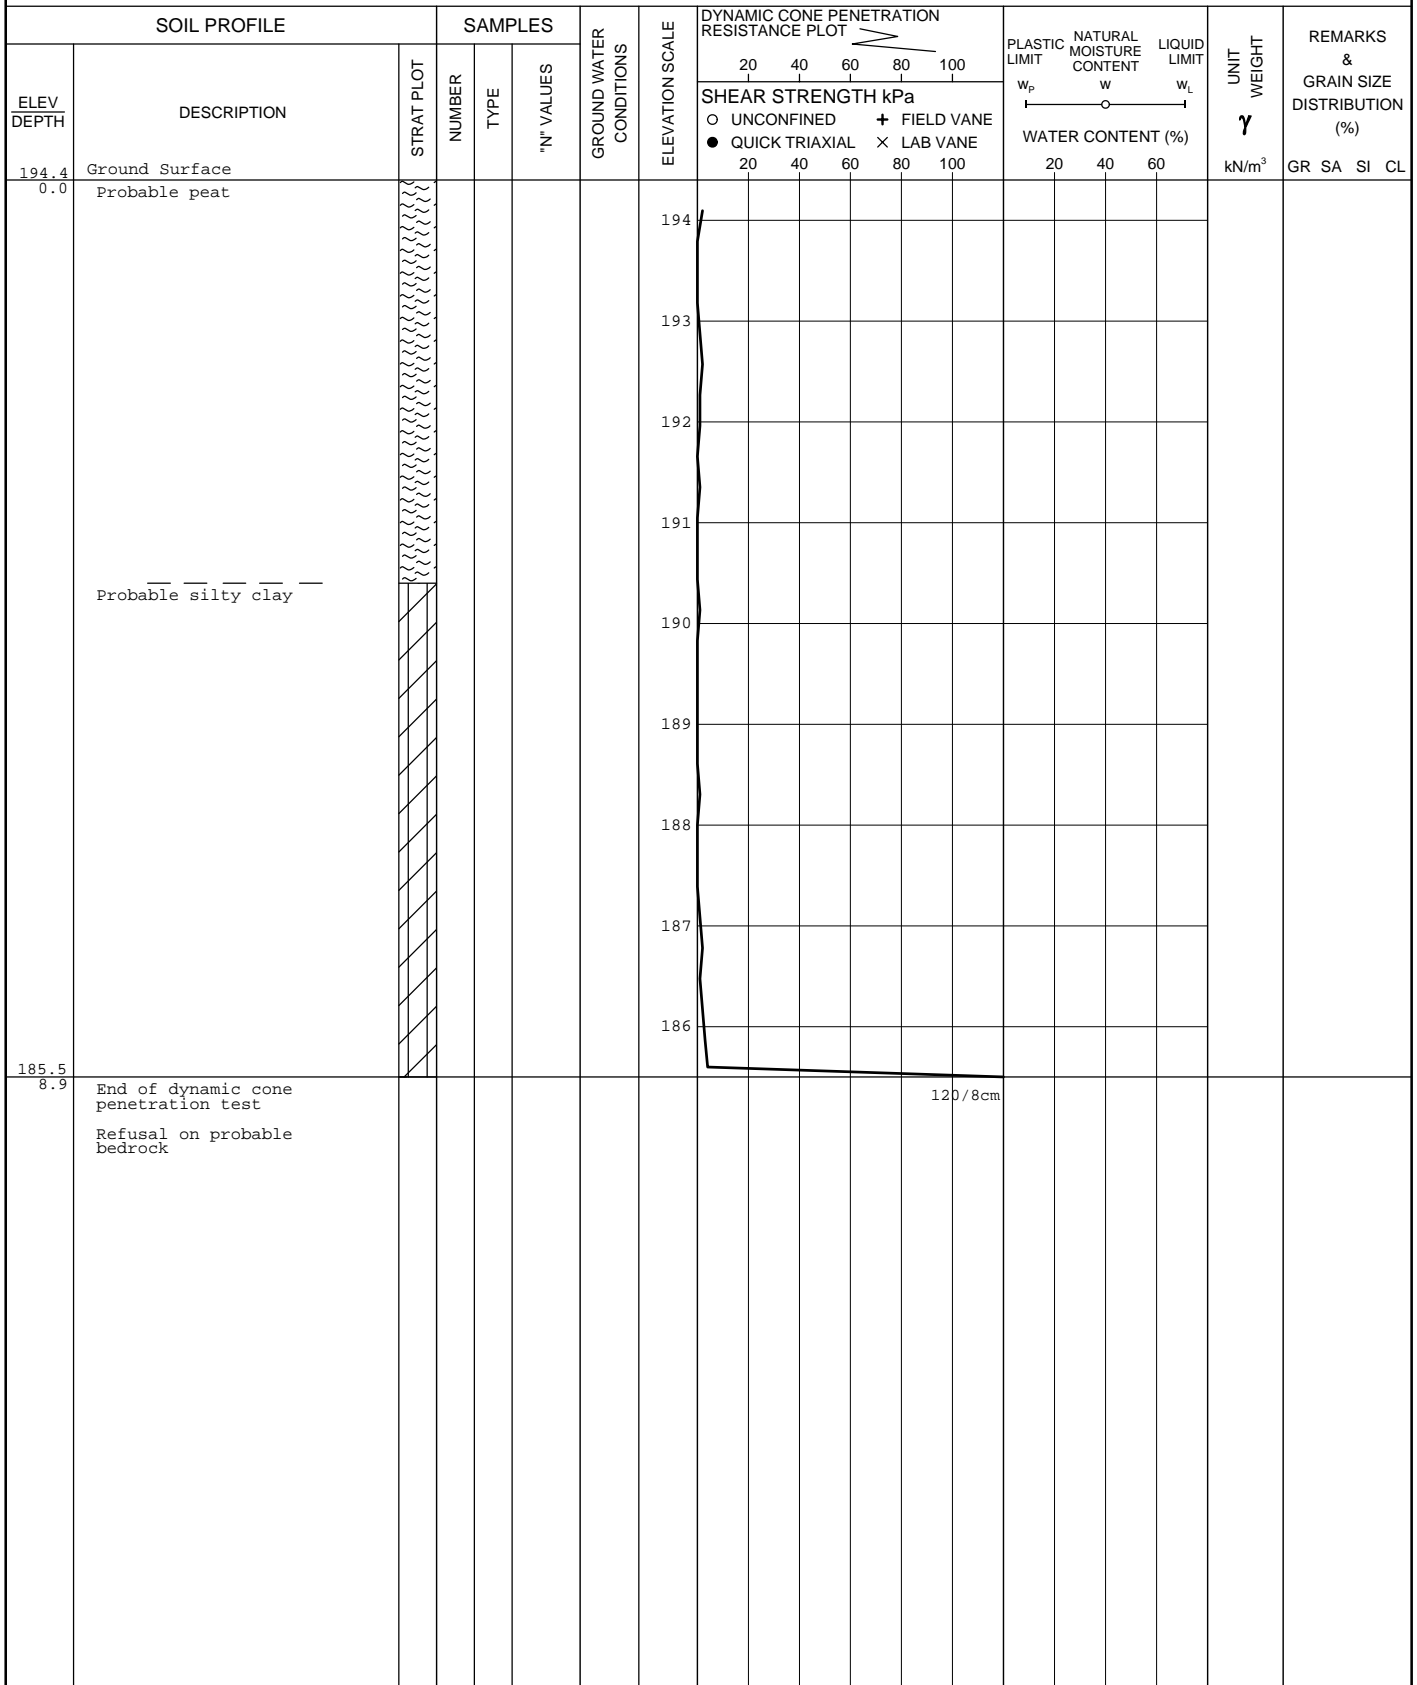 SOIL PROFILE
SAMPLES
GROUND WATER
CONDITIONS
ELEVATION SCALE
DYNAMIC CONE PENETRATION
RESISTANCE PLOT
20 40 60 80 100
PLASTIC
LIMIT
NATURAL
MOISTURE
CONTENT
LIQUID
LIMIT
WP W WL
WATER CONTENT (%)
20 40 60
UNIT
WEIGHT
γ
kN/m³
REMARKS
&
GRAIN SIZE
DISTRIBUTION
(%)
GR SA SI CL
ELEV
DEPTH
DESCRIPTION
STRAT PLOT
NUMBER
TYPE
"N" VALUES
SHEAR STRENGTH kPa
○ UNCONFINED + FIELD VANE
● QUICK TRIAXIAL × LAB VANE
20 40 60 80 100
194.4 Ground Surface
0.0 Probable peat
194
193
192
191
Probable silty clay
190
189
188
187
186
185.5
8.9 End of dynamic cone
penetration test
120/8cm
Refusal on probable
bedrock